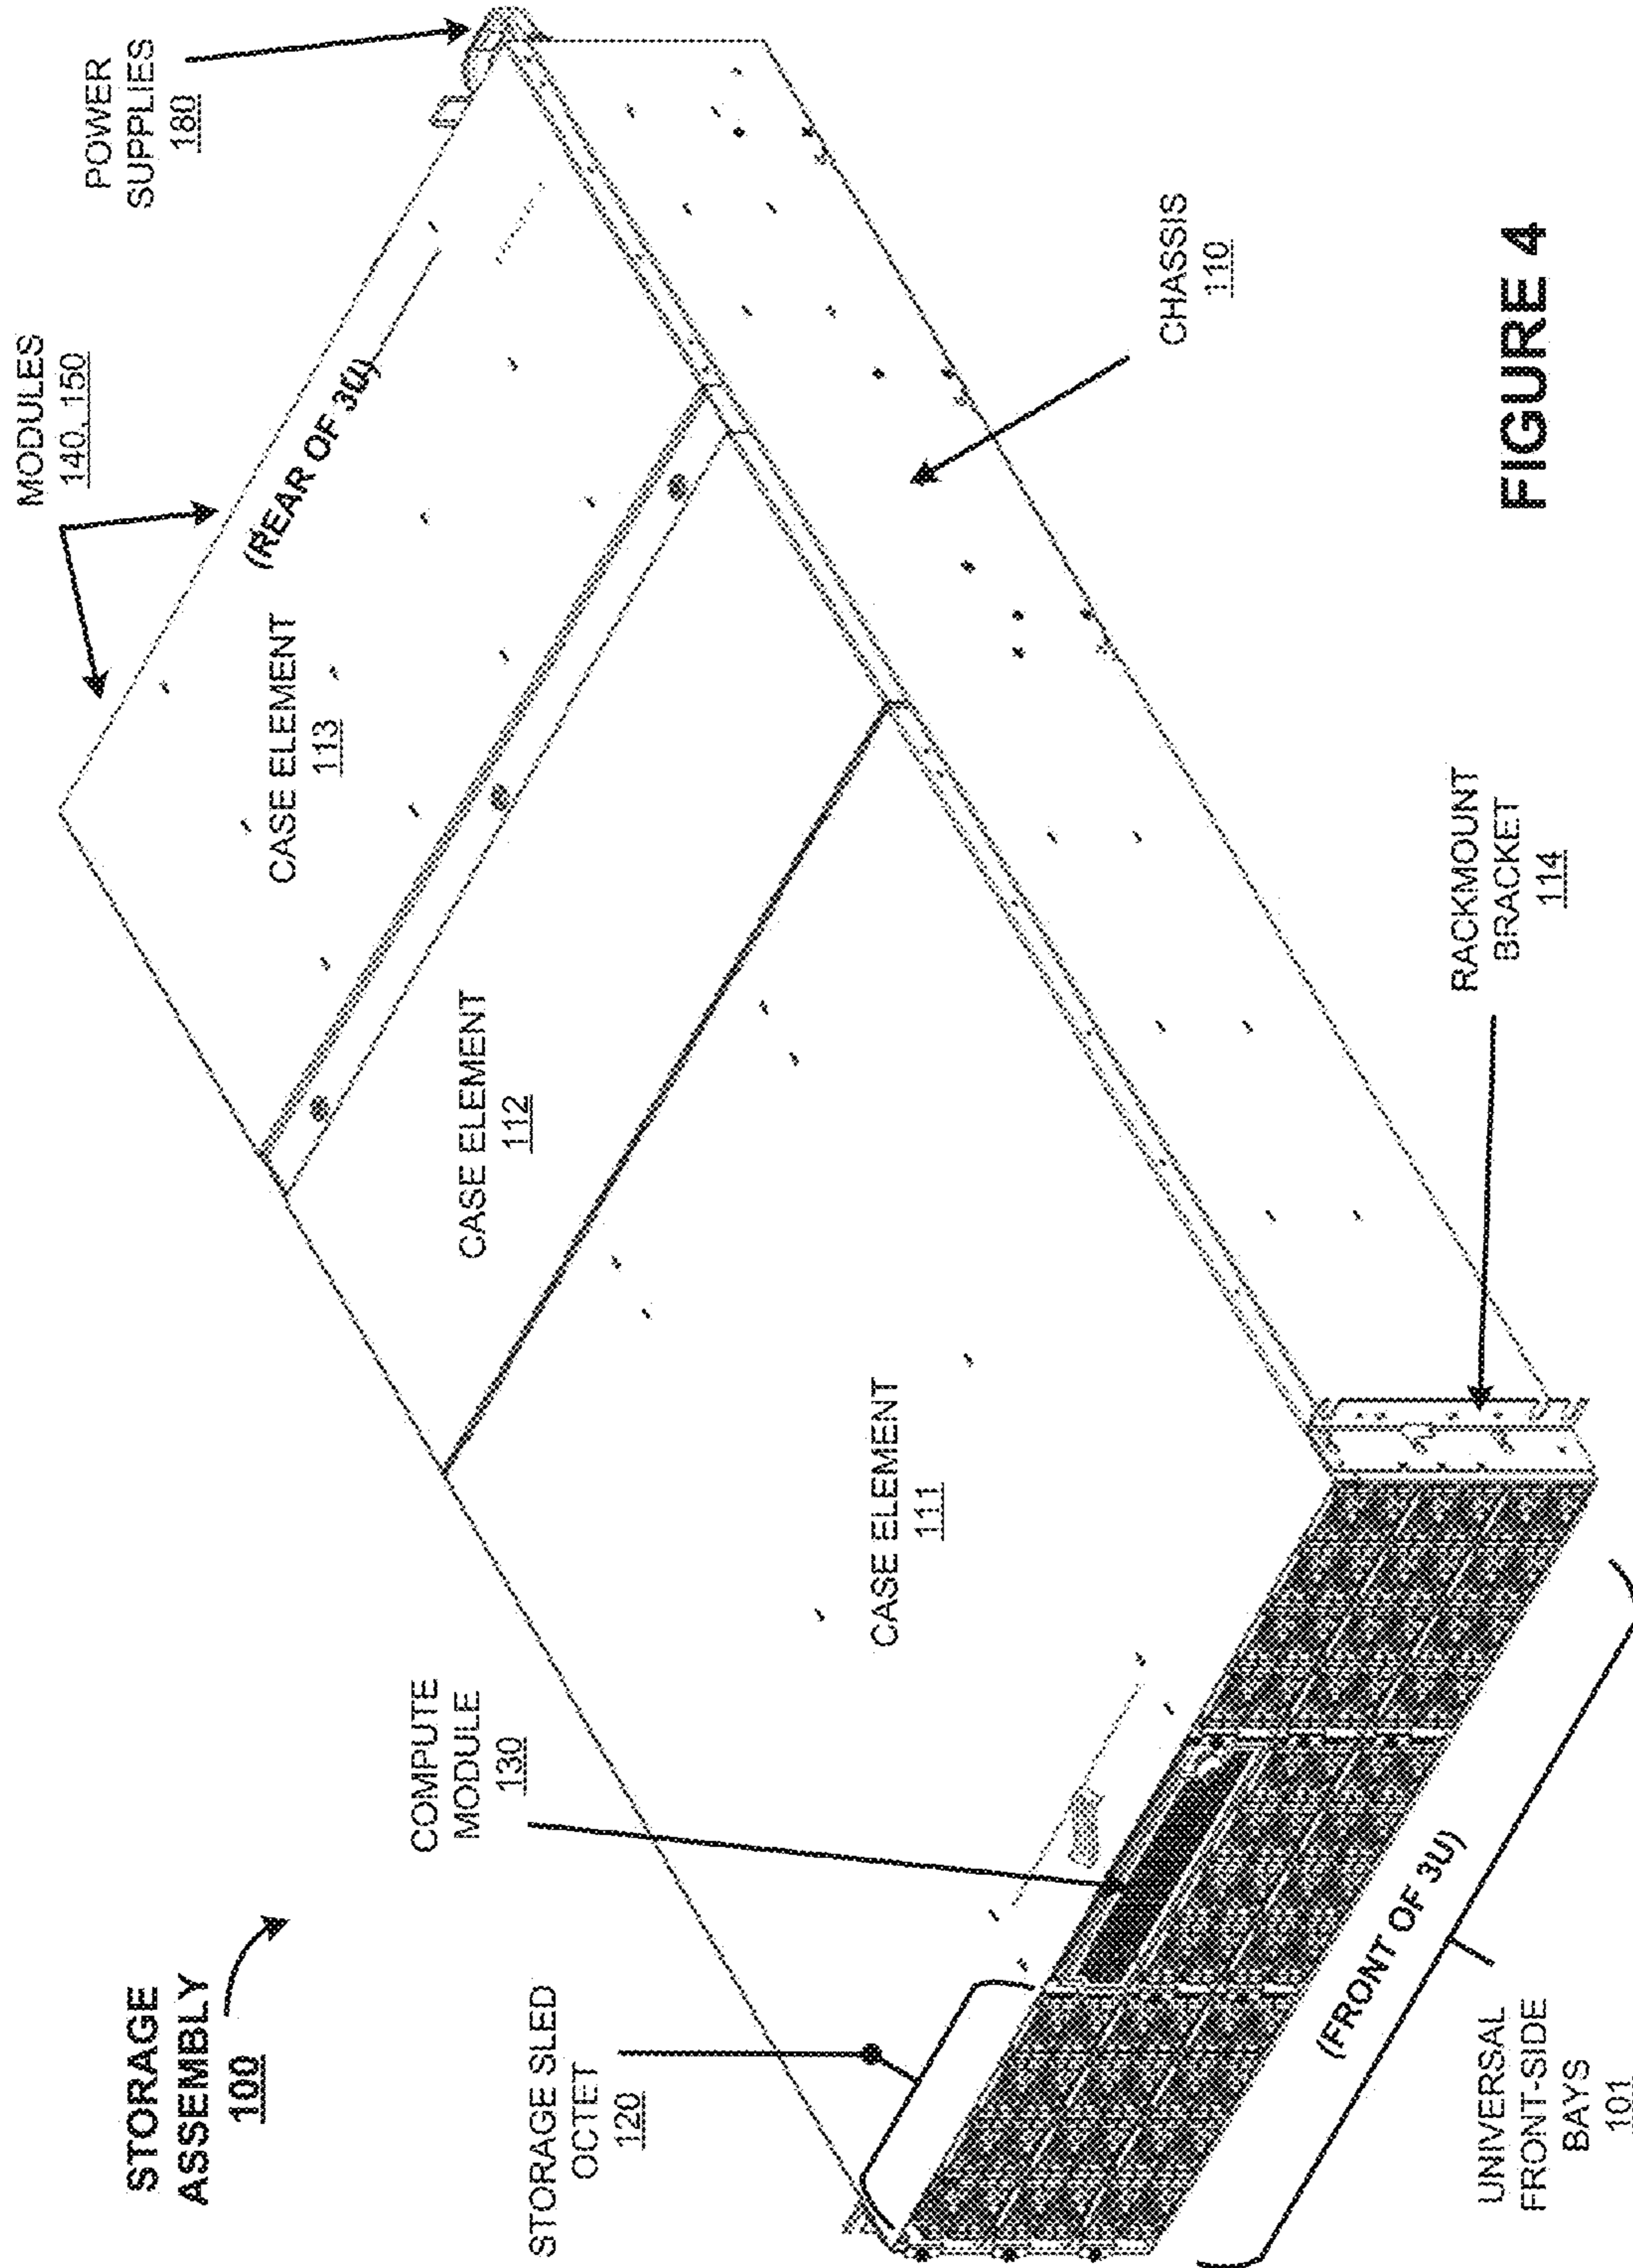 STORAGE
ASSEMBLY
100
MODULES
140, 150
POWER
SUPPLIES
180
(REAR OF 3U)
CASE ELEMENT
113
CASE ELEMENT
112
COMPUTE
MODULE
130
STORAGE SLED
OCTET
120
CASE ELEMENT
111
CHASSIS
110
(FRONT OF 3U)
RACKMOUNT
BRACKET
114
UNIVERSAL
FRONT-SIDE
BAYS
101
FIGURE 4